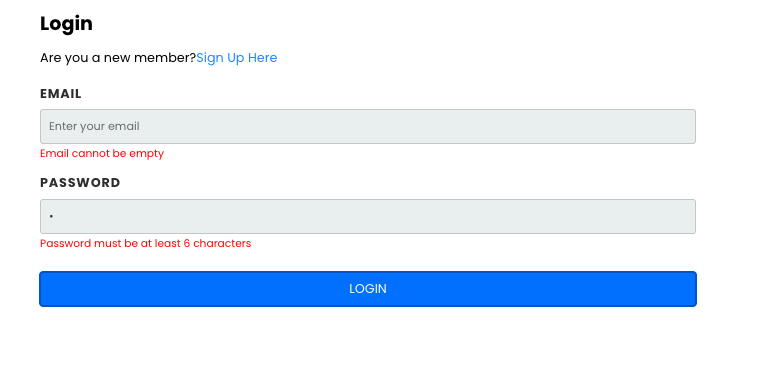 Login
Are you a new member?Sign Up Here
EMAIL
Enter your email
Email cannot be empty
PASSWORD
•
Password must be at least 6 characters
LOGIN